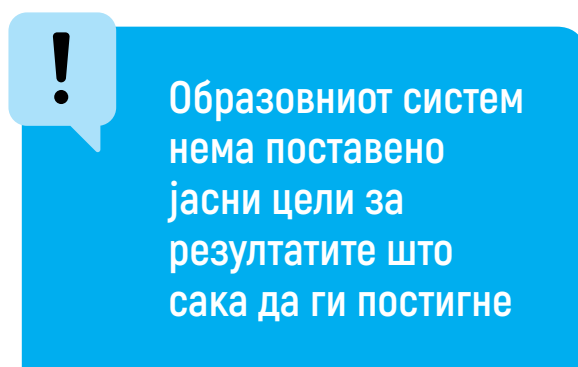 !
Образовниот систем
нема поставено
јасни цели за
резултатите што
сака да ги постигне